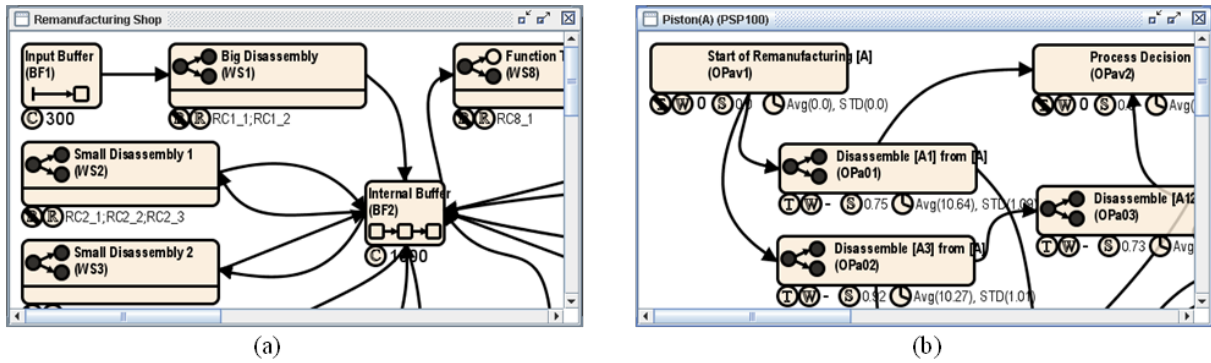 Remanufacturing Shop
Input Buffer
(BF1)
C 300
Big Disassembly
(WS1)
R R RC1_1;RC1_2
Function T
(WS8)
R R RC8_1
Small Disassembly 1
(WS2)
R R RC2_1;RC2_2;RC2_3
Internal Buffer
(BF2)
C 1000
Small Disassembly 2
(WS3)
(a)
Piston(A) (PSP100)
Start of Remanufacturing [A]
(OPav1)
T W 0 S 0.0 Avg(0.0), STD(0.0)
Process Decision
(OPav2)
T W 0 S Avg(
Disassemble [A1] from [A]
(OPa01)
T W - S 0.75 Avg(10.64), STD(1.09)
Disassemble [A12
(OPa03)
T W - S 0.73 Avg
Disassemble [A3] from [A]
(OPa02)
T W - S 0.92 Avg(10.27), STD(1.01)
(b)